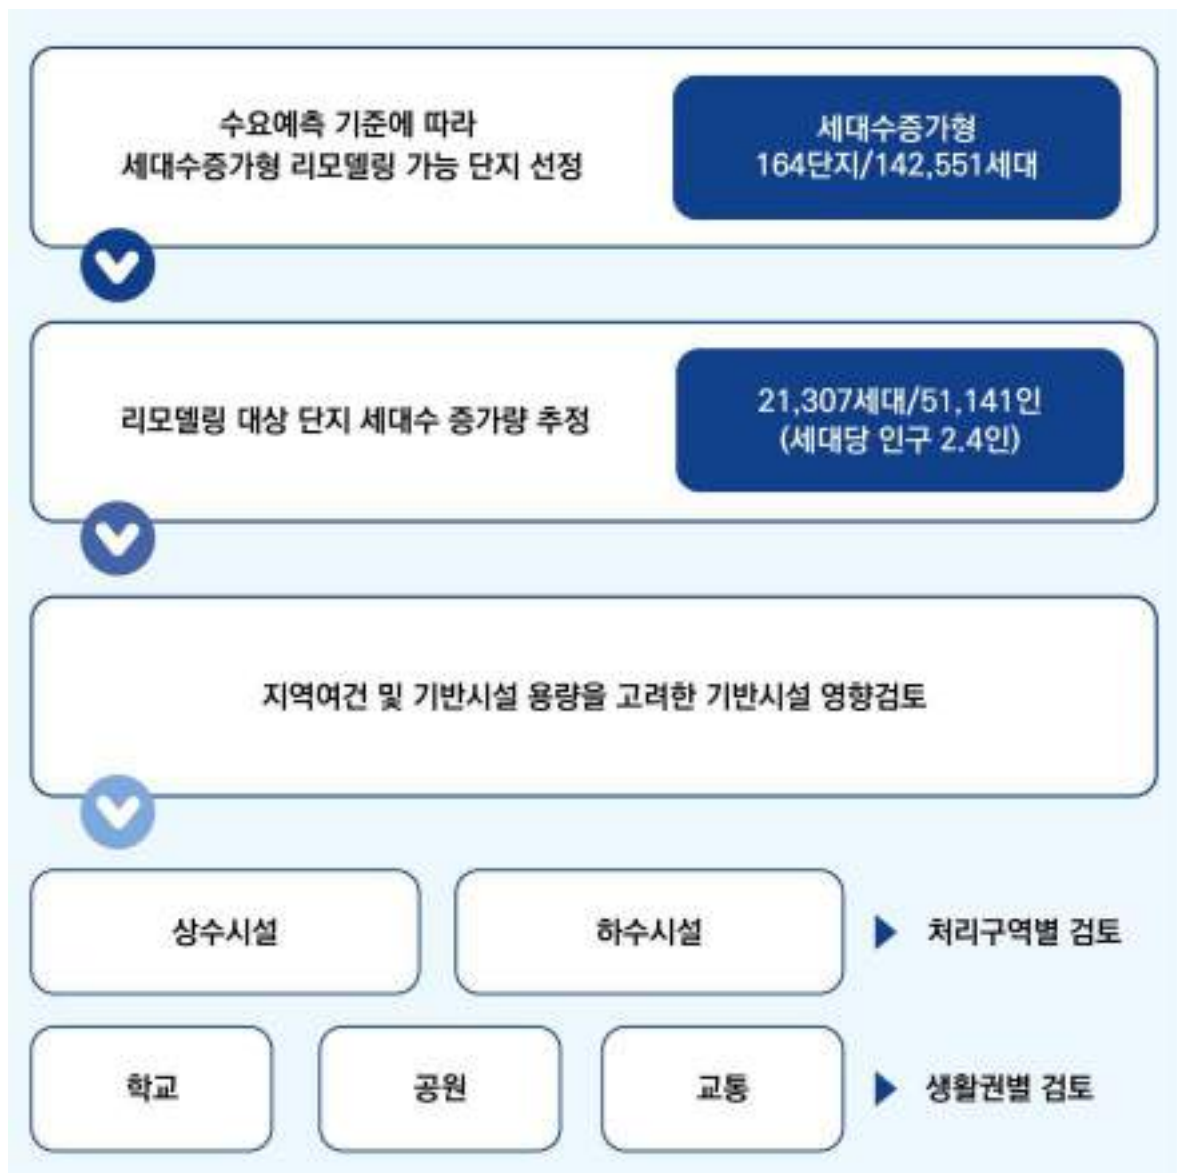 수요예측 기준에 따라
세대수증가형 리모델링 가능 단지 선정
세대수증가형
164단지/142,551세대
리모델링 대상 단지 세대수 증가량 추정
21,307세대/51,141인
(세대당 인구 2.4인)
지역여건 및 기반시설 용량을 고려한 기반시설 영향검토
상수시설
하수시설
처리구역별 검토
학교
공원
교통
생활권별 검토